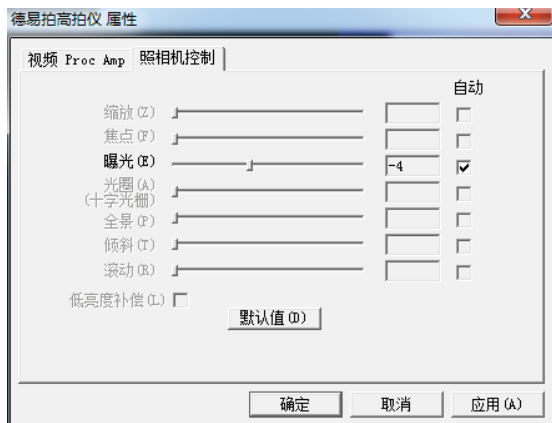 德易拍高拍仪 属性
视频 Proc Amp 照相机控制
自动
缩放(Z)
焦点(F)
曝光(E) -4
光圈(A)
(十字光栅)
全景(P)
倾斜(T)
滚动(R)
低亮度补偿(L)
默认值(D)
确定 取消 应用(A)